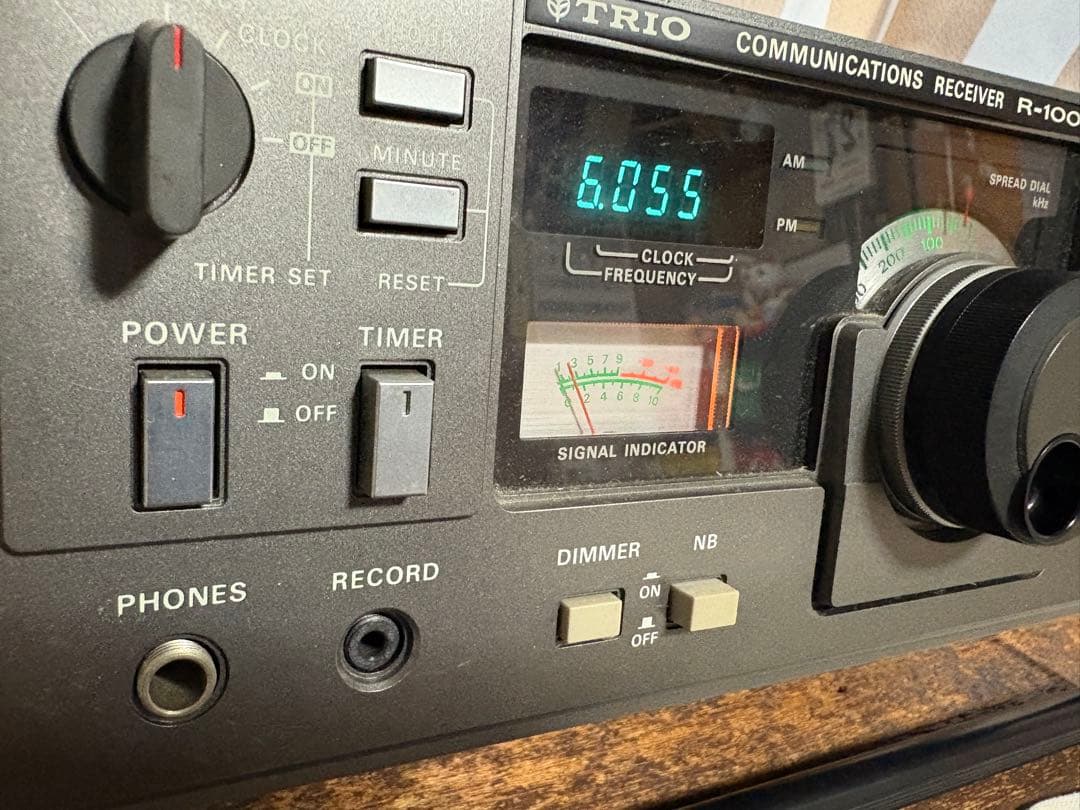 TRIO
COMMUNICATIONS RECEIVER R-100
CLOCK
ON
OFF
MINUTE
TIMER SET
RESET
6.055
AM
PM
CLOCK
FREQUENCY
SPREAD DIAL
kHz
200 100
POWER
TIMER
ON
OFF
1 3 5 7 9
0 2 4 6 8 10
SIGNAL INDICATOR
DIMMER
NB
ON
OFF
PHONES
RECORD